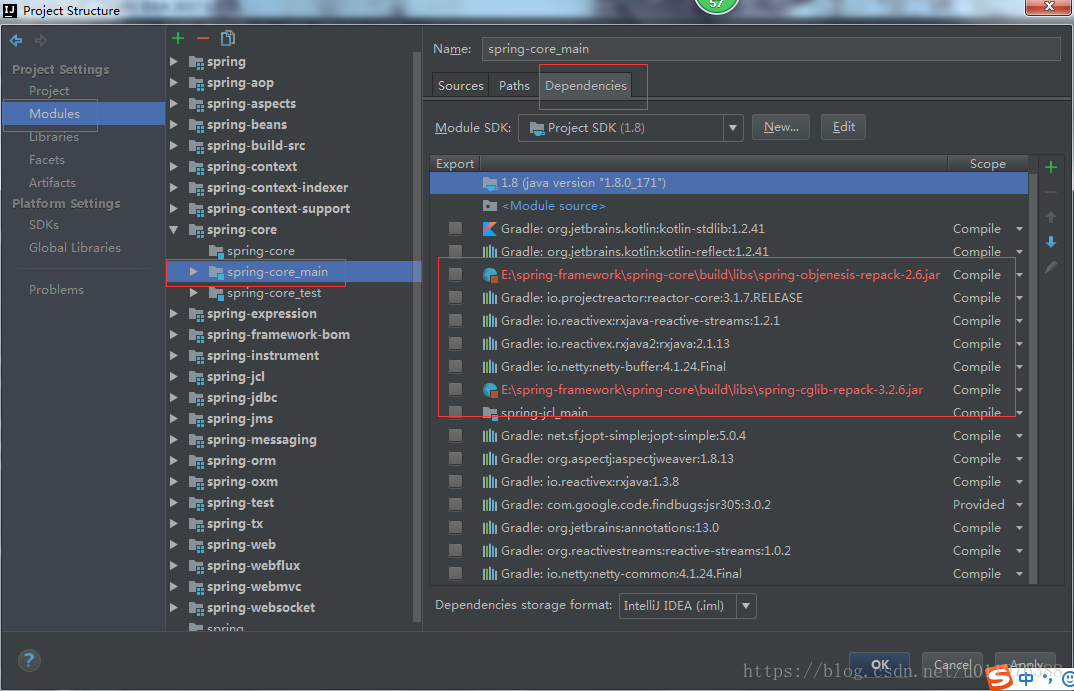 Project Structure
57
Project Settings
Project
Modules
Libraries
Facets
Artifacts
Platform Settings
SDKs
Global Libraries
Problems
spring
spring-aop
spring-aspects
spring-beans
spring-build-src
spring-context
spring-context-indexer
spring-context-support
spring-core
spring-core
spring-core_main
spring-core_test
spring-expression
spring-framework-bom
spring-instrument
spring-jcl
spring-jdbc
spring-jms
spring-messaging
spring-orm
spring-oxm
spring-test
spring-tx
spring-web
spring-webflux
spring-webmvc
spring-websocket
spring
Name: spring-core_main
Sources Paths Dependencies
Module SDK: Project SDK (1.8) New... Edit
Export Scope
1.8 (java version "1.8.0_171")
<Module source>
Gradle: org.jetbrains.kotlin:kotlin-stdlib:1.2.41 Compile
Gradle: org.jetbrains.kotlin:kotlin-reflect:1.2.41 Compile
E:\spring-framework\spring-core\build\libs\spring-objenesis-repack-2.6.jar Compile
Gradle: io.projectreactor:reactor-core:3.1.7.RELEASE Compile
Gradle: io.reactivex:rxjava-reactive-streams:1.2.1 Compile
Gradle: io.reactivex.rxjava2:rxjava:2.1.13 Compile
Gradle: io.netty:netty-buffer:4.1.24.Final Compile
E:\spring-framework\spring-core\build\libs\spring-cglib-repack-3.2.6.jar Compile
spring-jcl_main Compile
Gradle: net.sf.jopt-simple:jopt-simple:5.0.4 Compile
Gradle: org.aspectj:aspectjweaver:1.8.13 Compile
Gradle: io.reactivex:rxjava:1.3.8 Compile
Gradle: com.google.code.findbugs:jsr305:3.0.2 Provided
Gradle: org.jetbrains:annotations:13.0 Compile
Gradle: org.reactivestreams:reactive-streams:1.0.2 Compile
Gradle: io.netty:netty-common:4.1.24.Final Compile
Dependencies storage format: IntelliJ IDEA (.iml)
OK Cancel Apply
中